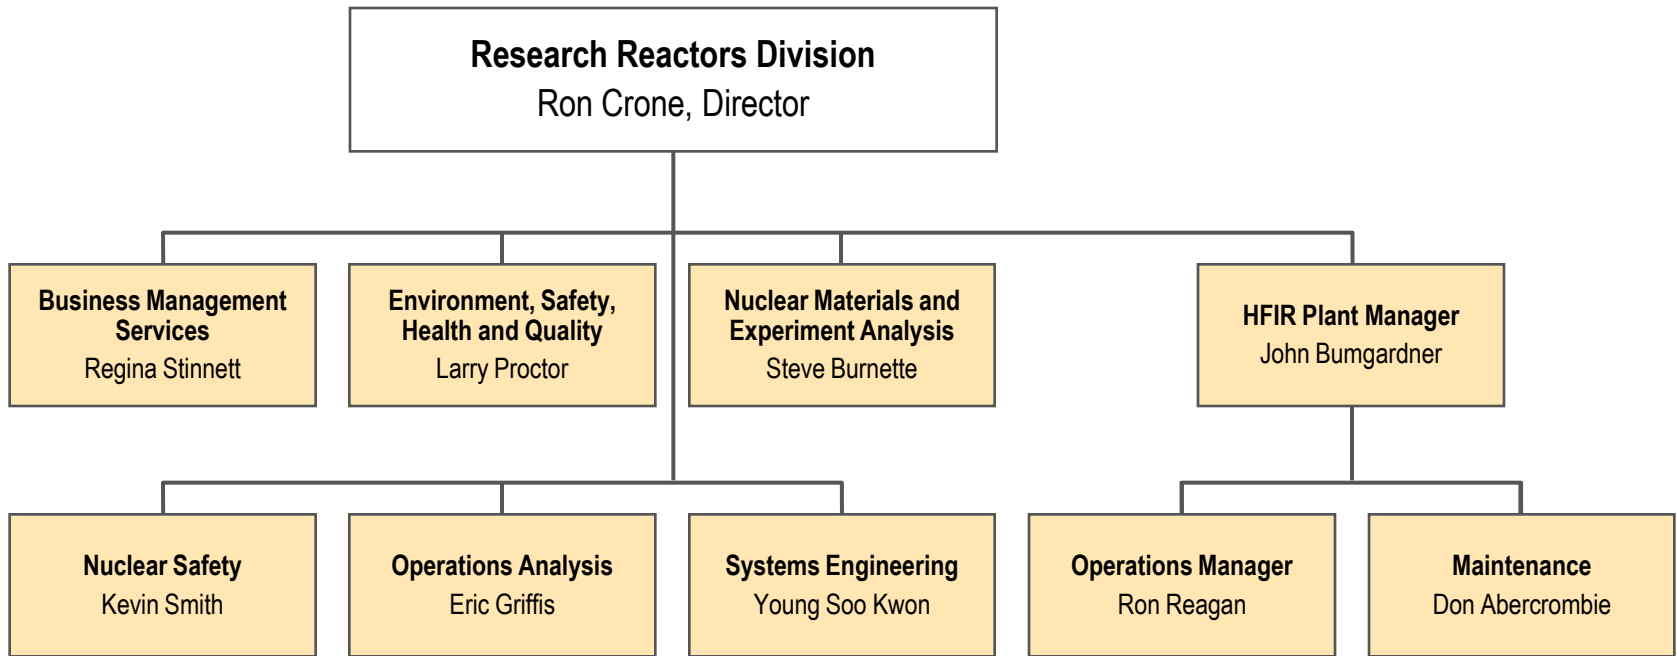 Research Reactors Division
Ron Crone, Director
Business Management
Services
Regina Stinnett
Environment, Safety,
Health and Quality
Larry Proctor
Nuclear Materials and
Experiment Analysis
Steve Burnette
HFIR Plant Manager
John Bumgardner
Nuclear Safety
Kevin Smith
Operations Analysis
Eric Griffis
Systems Engineering
Young Soo Kwon
Operations Manager
Ron Reagan
Maintenance
Don Abercrombie